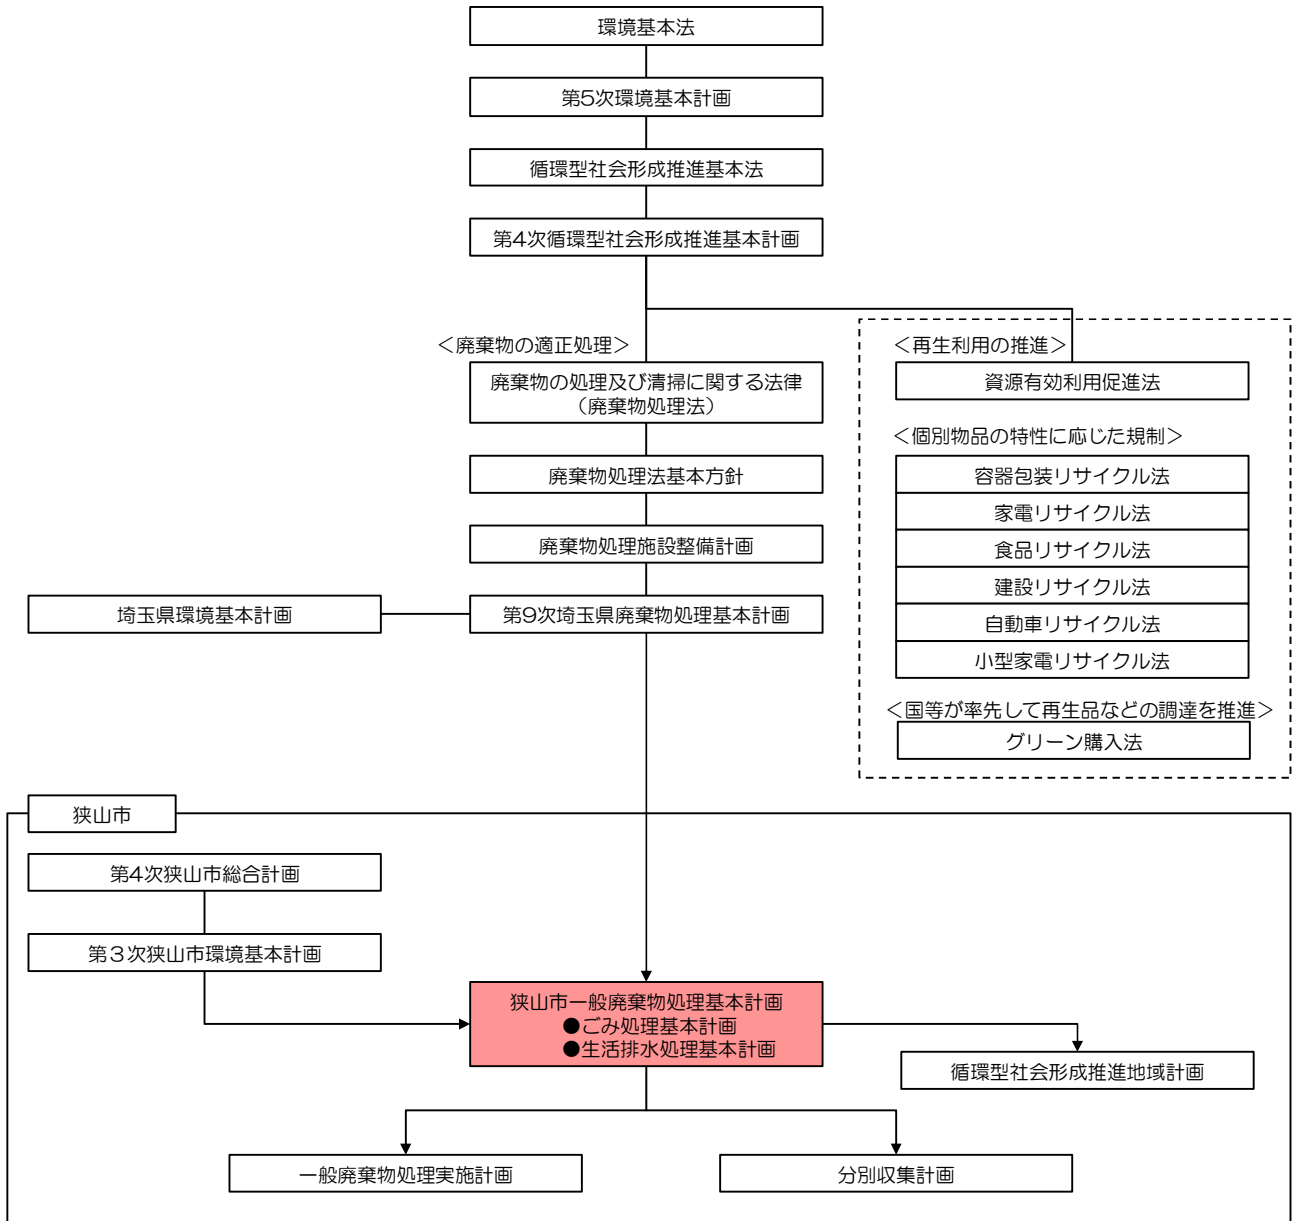 環境基本法
第5次環境基本計画
循環型社会形成推進基本法
第4次循環型社会形成推進基本計画
＜廃棄物の適正処理＞
廃棄物の処理及び清掃に関する法律
（廃棄物処理法）
廃棄物処理法基本方針
廃棄物処理施設整備計画
埼玉県環境基本計画
第9次埼玉県廃棄物処理基本計画
＜再生利用の推進＞
資源有効利用促進法
＜個別物品の特性に応じた規制＞
容器包装リサイクル法
家電リサイクル法
食品リサイクル法
建設リサイクル法
自動車リサイクル法
小型家電リサイクル法
＜国等が率先して再生品などの調達を推進＞
グリーン購入法
狭山市
第4次狭山市総合計画
第３次狭山市環境基本計画
狭山市一般廃棄物処理基本計画
●ごみ処理基本計画
●生活排水処理基本計画
循環型社会形成推進地域計画
一般廃棄物処理実施計画
分別収集計画